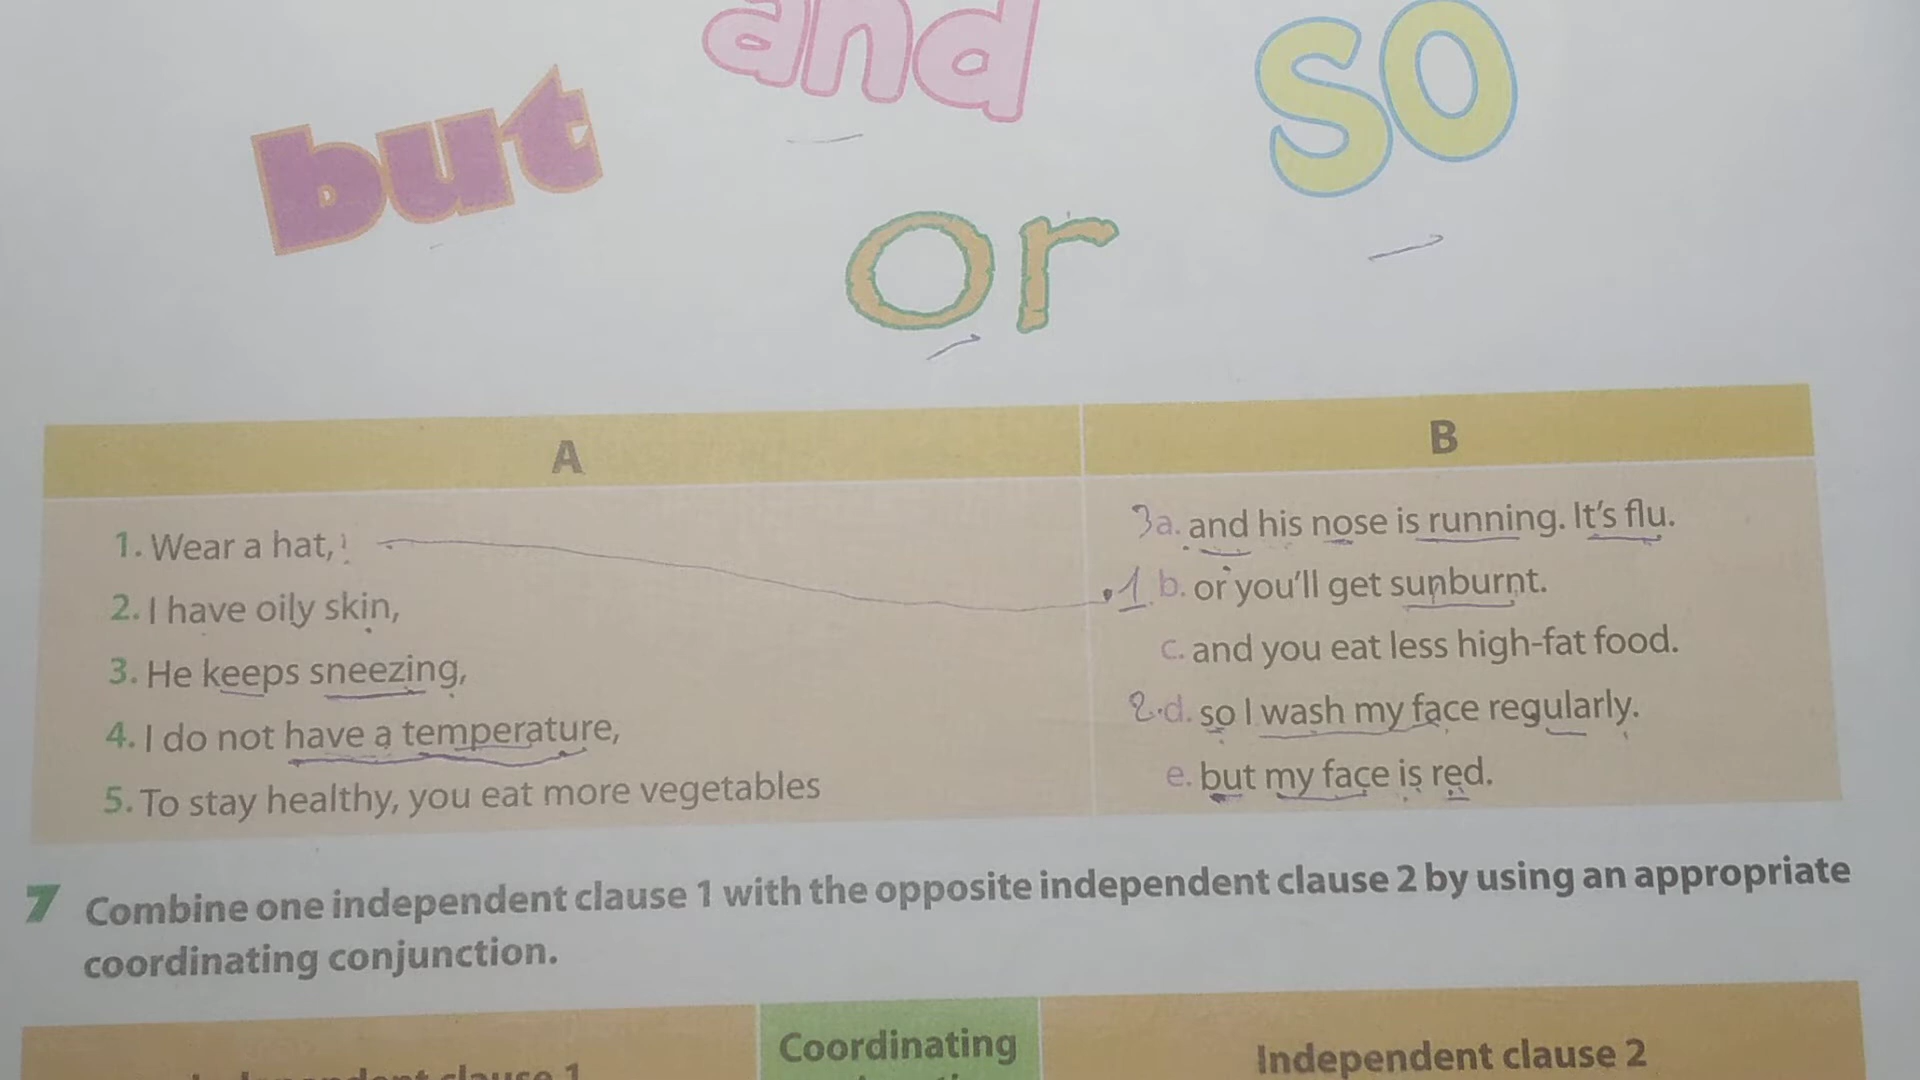 and
but
so
or
A
B
1. Wear a hat,
2. I have oily skin,
3. He keeps sneezing,
4. I do not have a temperature,
5. To stay healthy, you eat more vegetables
3 a. and his nose is running. It's flu.
1 b. or you'll get sunburnt.
c. and you eat less high-fat food.
2 d. so I wash my face regularly.
e. but my face is red.
7 Combine one independent clause 1 with the opposite independent clause 2 by using an appropriate
coordinating conjunction.
clause 1
Coordinating
Independent clause 2